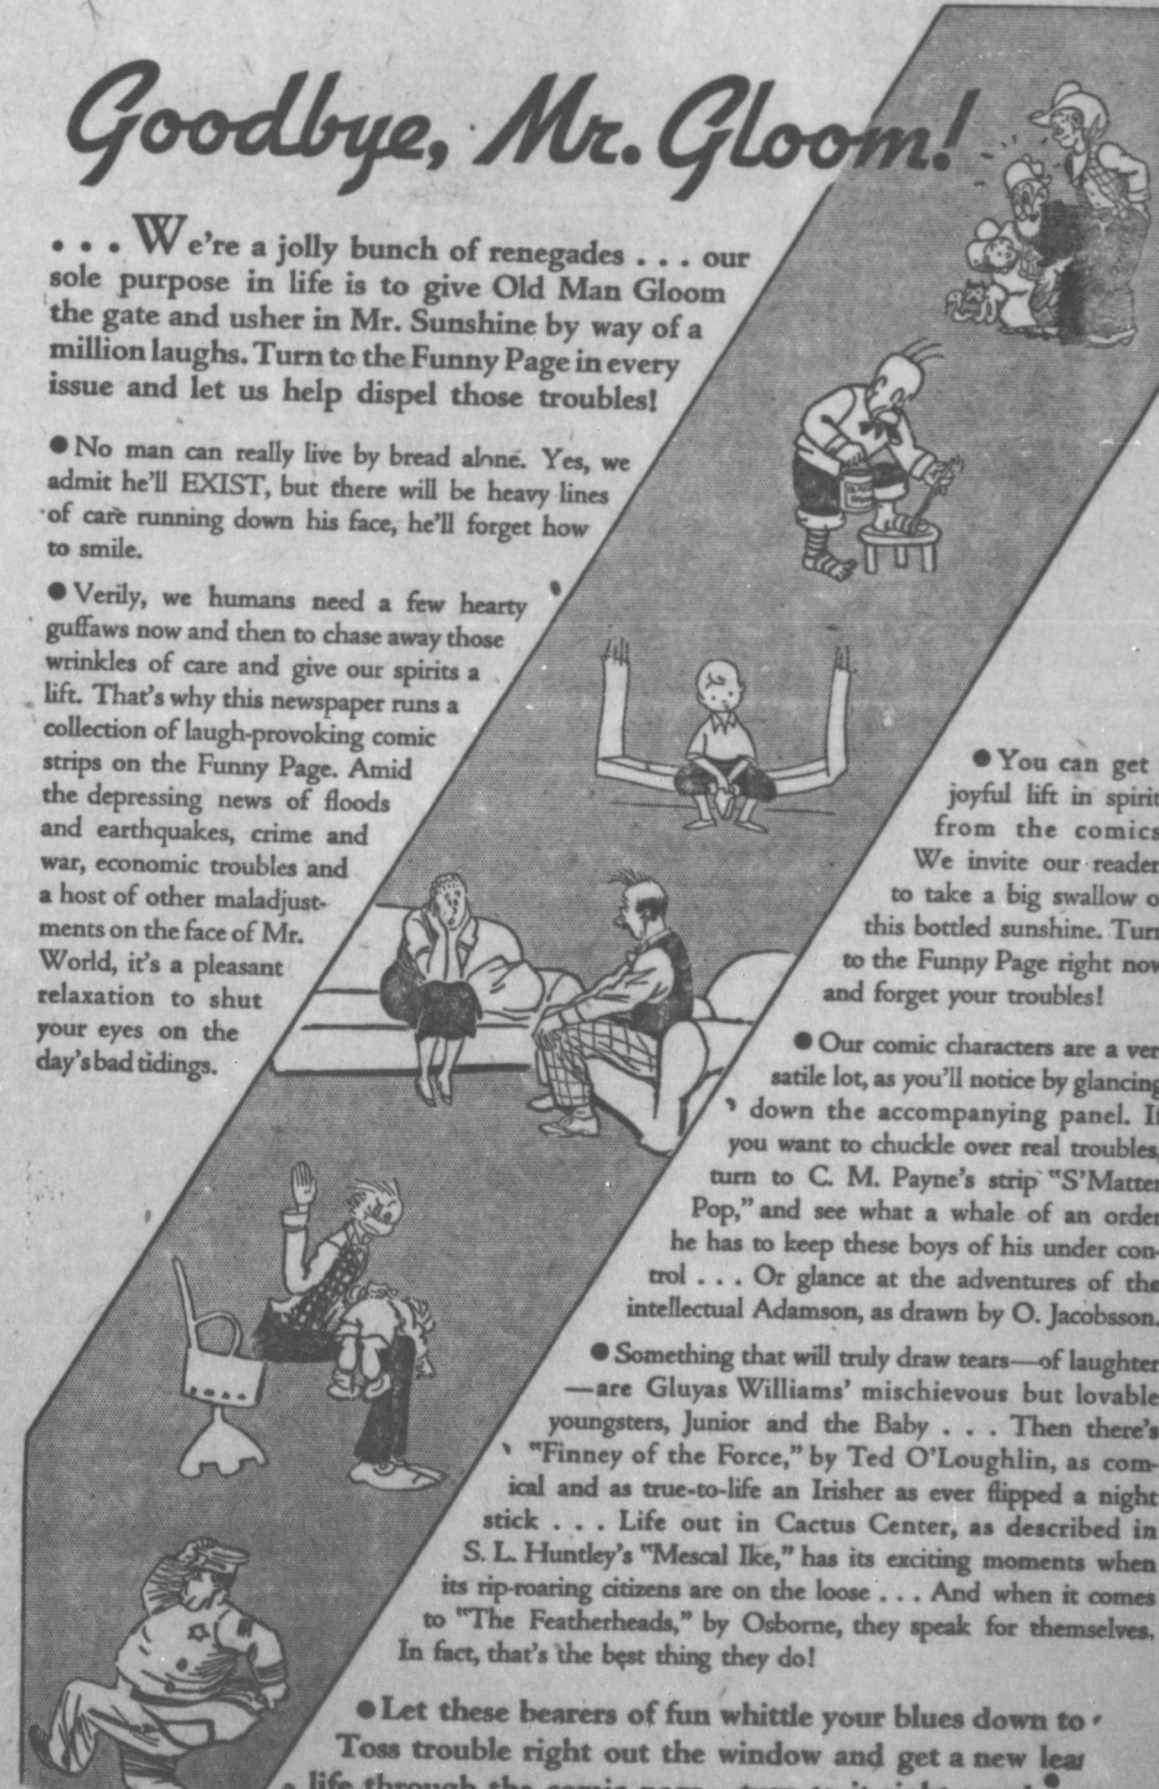 Goodbye, Mr. Gloom!
. . . We're a jolly bunch of renegades . . . our
sole purpose in life is to give Old Man Gloom
the gate and usher in Mr. Sunshine by way of a
million laughs. Turn to the Funny Page in every
issue and let us help dispel those troubles!
● No man can really live by bread alone. Yes, we
admit he'll EXIST, but there will be heavy lines
of care running down his face, he'll forget how
to smile.
● Verily, we humans need a few hearty
guffaws now and then to chase away those
wrinkles of care and give our spirits a
lift. That's why this newspaper runs a
collection of laugh-provoking comic
strips on the Funny Page. Amid
the depressing news of floods
and earthquakes, crime and
war, economic troubles and
a host of other maladjust-
ments on the face of Mr.
World, it's a pleasant
relaxation to shut
your eyes on the
day's bad tidings.
● You can get
joyful lift in spirit
from the comics
We invite our reader
to take a big swallow o
this bottled sunshine. Turn
to the Funny Page right now
and forget your troubles!
● Our comic characters are a ver
satile lot, as you'll notice by glancing
down the accompanying panel. If
you want to chuckle over real troubles,
turn to C. M. Payne's strip "S'Matter
Pop," and see what a whale of an order
he has to keep these boys of his under con-
trol . . . Or glance at the adventures of the
intellectual Adamson, as drawn by O. Jacobsson.
● Something that will truly draw tears—of laughter
—are Gluyas Williams' mischievous but lovable
youngsters, Junior and the Baby . . . Then there's
"Finney of the Force," by Ted O'Loughlin, as com-
ical and as true-to-life an Irisher as ever flipped a night
stick . . . Life out in Cactus Center, as described in
S. L. Huntley's "Mescal Ike," has its exciting moments when
its rip-roaring citizens are on the loose . . . And when it comes
to "The Featherheads," by Osborne, they speak for themselves.
In fact, that's the best thing they do!
● Let these bearers of fun whittle your blues down to
Toss trouble right out the window and get a new lea
life through the comic page